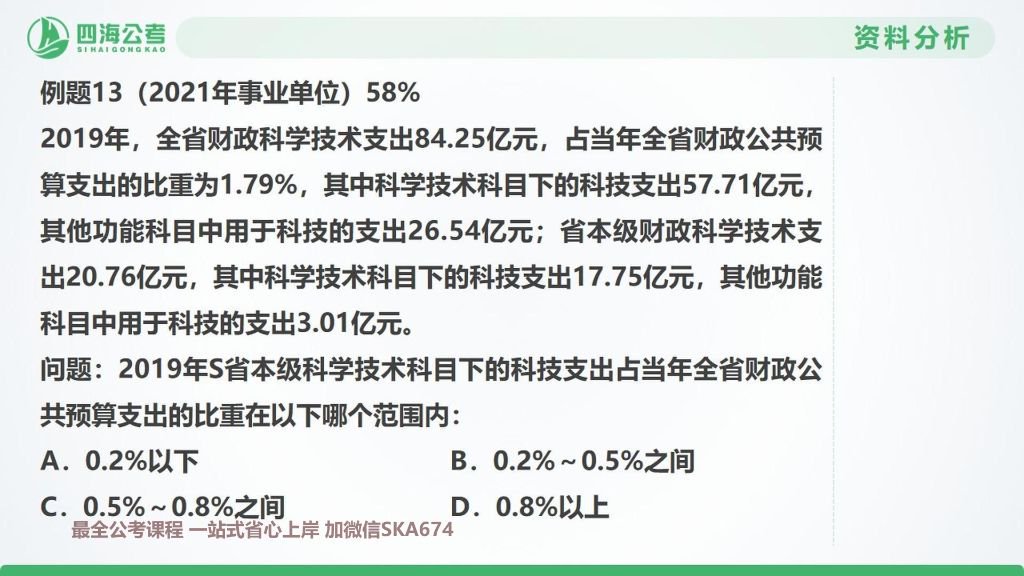 四海公考
SIHAIGONGKAO
资料分析
例题13（2021年事业单位）58%
2019年，全省财政科学技术支出84.25亿元，占当年全省财政公共预
算支出的比重为1.79%，其中科学技术科目下的科技支出57.71亿元，
其他功能科目中用于科技的支出26.54亿元；省本级财政科学技术支
出20.76亿元，其中科学技术科目下的科技支出17.75亿元，其他功能
科目中用于科技的支出3.01亿元。
问题：2019年S省本级科学技术科目下的科技支出占当年全省财政公
共预算支出的比重在以下哪个范围内：
A．0.2%以下 B．0.2%～0.5%之间
C．0.5%～0.8%之间 D．0.8%以上
最全公考课程 一站式省心上岸 加微信SKA674